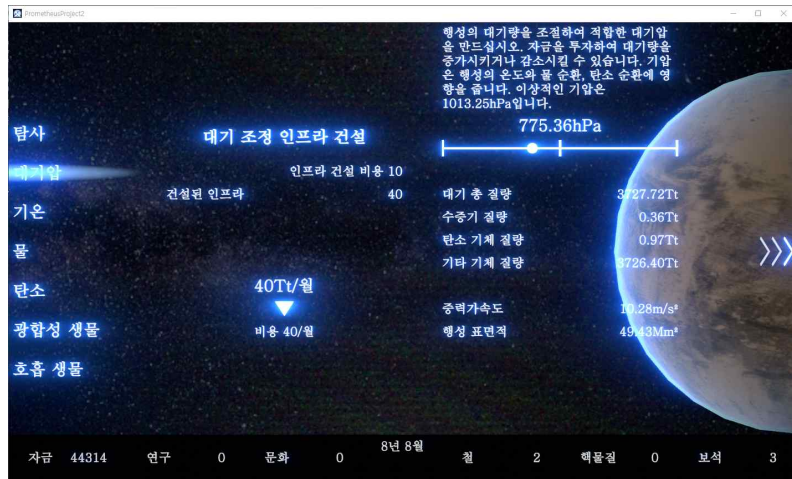 PrometheusProject2
행성의 대기량을 조절하여 적합한 대기압
을 만드십시오. 자금을 투자하여 대기량을
증가시키거나 감소시킬 수 있습니다. 기압
은 행성의 온도와 물 순환, 탄소 순환에 영
향을 줍니다. 이상적인 기압은
1013.25hPa입니다.
775.36hPa
탐사
대기압
기온
물
탄소
광합성 생물
호흡 생물
대기 조정 인프라 건설
인프라 건설 비용 10
건설된 인프라 40
40Tt/월
비용 40/월
대기 총 질량 3727.72Tt
수증기 질량 0.36Tt
탄소 기체 질량 0.97Tt
기타 기체 질량 3726.40Tt
중력가속도 10.28m/s²
행성 표면적 49.43Mm²
8년 8월
자금 44314 연구 0 문화 0 철 2 핵물질 0 보석 3